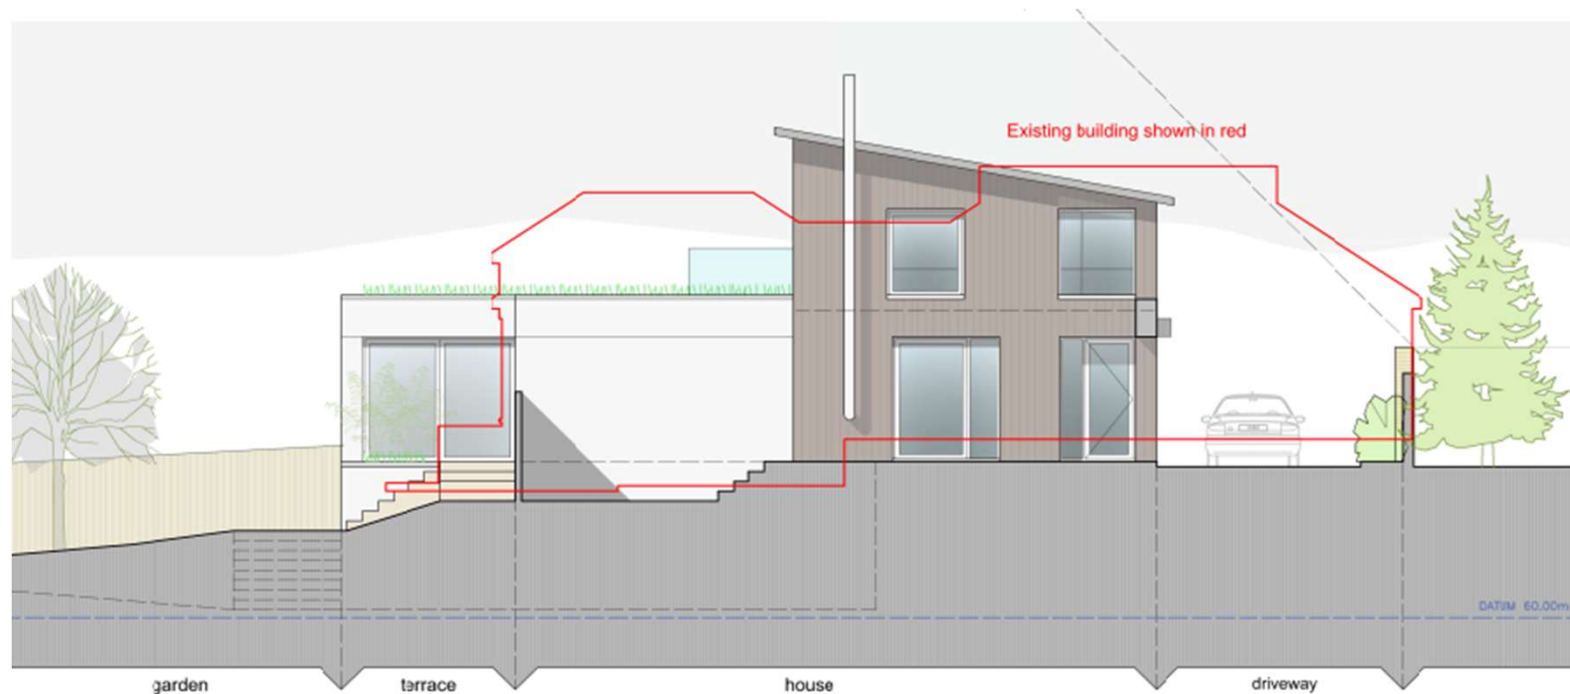 Existing building shown in red
DATUM 60.00m
garden
terrace
house
driveway